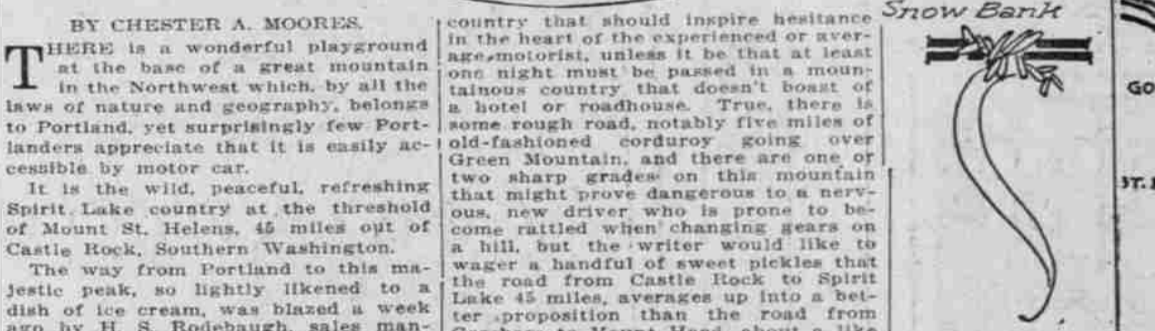 BY CHESTER A. MOORES.
THERE is a wonderful playground
at the base of a great mountain
in the Northwest which, by all the
laws of nature and geography, belongs
to Portland, yet surprisingly few Port-
landers appreciate that it is easily ac-
cessible by motor car.
It is the wild, peaceful, refreshing
Spirit Lake country at the threshold
of Mount St. Helens, 45 miles out of
Castle Rock, Southern Washington.
The way from Portland to this ma-
jestic peak, so lightly likened to a
dish of ice cream, was blazed a week
ago by H. S. Rodebaugh, sales man-
country that should inspire hesitance
in the heart of the experienced or aver-
age motorist, unless it be that at least
one night must be passed in a moun-
tainous country that doesn't boast of
a hotel or roadhouse. True, there is
some rough road, notably five miles of
old-fashioned corduroy going over
Green Mountain, and there are one or
two sharp grades on this mountain
that might prove dangerous to a nerv-
ous, new driver who is prone to be-
come rattled when changing gears on
a hill, but the writer would like to
wager a handful of sweet pickles that
the road from Castle Rock to Spirit
Lake 45 miles, averages up into a bet-
ter proposition than the road from
to Mount Hood, about a like
Snow Bank
GO
ST.